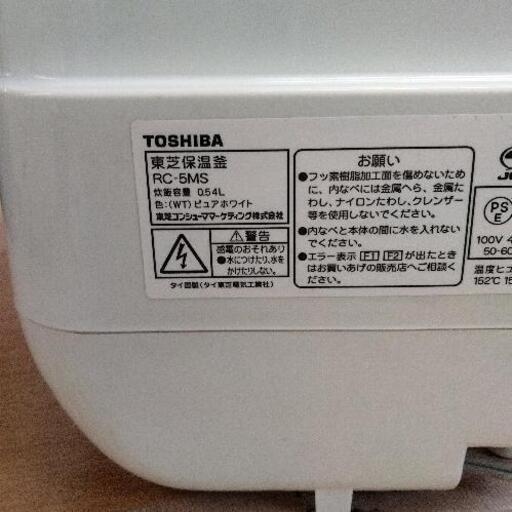 TOSHIBA
東芝保温釜
RC-5MS
炊飯容量 0.54L
色:(WT)ピュアホワイト
東芝コンシューママーケティング株式会社
警告
感電のおそれあり
●水につけたり、水を
かけたりしない。
タイ国製(タイ東芝電気工業社)
お願い
●フッ素樹脂加工面を傷めないため
に、内なべには金属へら、金属た
わし、ナイロンたわし、クレンザー
等を使用しないでください。
●内なべと本体の間に水を入れない
でください。
●エラー表示 F1 F2 が出たとき
はお買いあげの販売店へご相談く
ださい。
PS
E
100V
50-60
温度ヒ
152℃